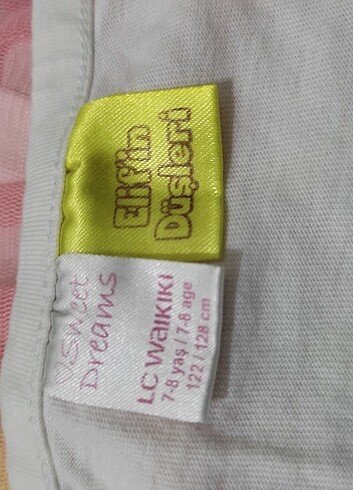 Elif'in
Düşleri
Sweet
Dreams
LC WAIKIKI
7-8 yaş / 7-8 age
122 / 128 cm